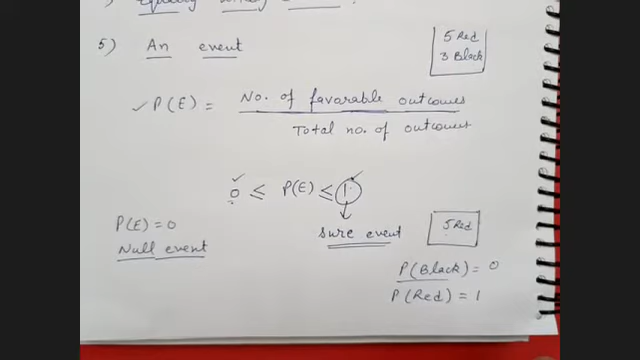 5) An event
5 Red
3 Black
✓ P(E) = No. of favorable outcomes
Total no. of outcomes
0 ≤ P(E) ≤ 1
P(E) = 0
Null event
sure event
5 Red
P(Black) = 0
P(Red) = 1